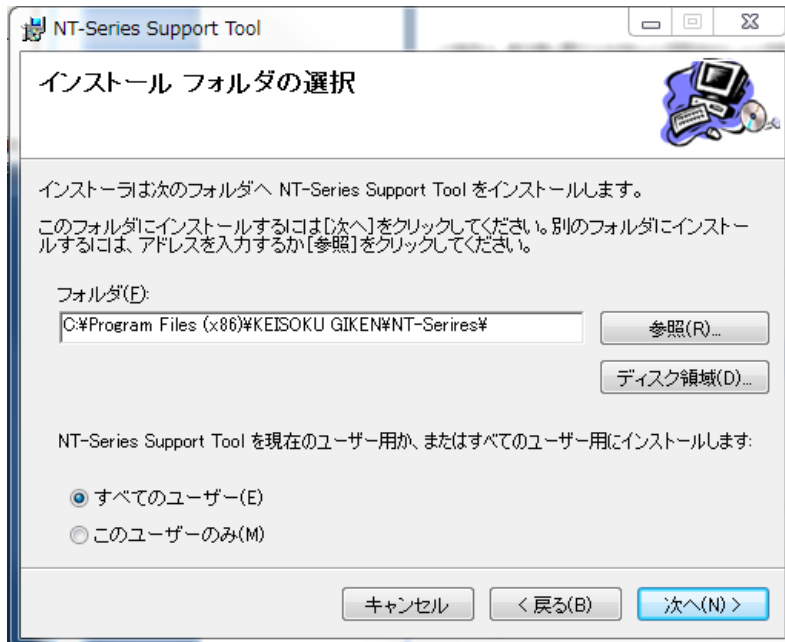 NT-Series Support Tool
インストール フォルダの選択
インストーラは次のフォルダへ NT-Series Support Tool をインストールします。
このフォルダにインストールするには[次へ]をクリックしてください。別のフォルダにインストー
ルするには、アドレスを入力するか[参照]をクリックしてください。
フォルダ(F):
C:¥Program Files (x86)¥KEISOKU GIKEN¥NT-Serires¥
参照(R)...
ディスク領域(D)...
NT-Series Support Tool を現在のユーザー用か、またはすべてのユーザー用にインストールします:
すべてのユーザー(E)
このユーザーのみ(M)
キャンセル
< 戻る(B)
次へ(N) >